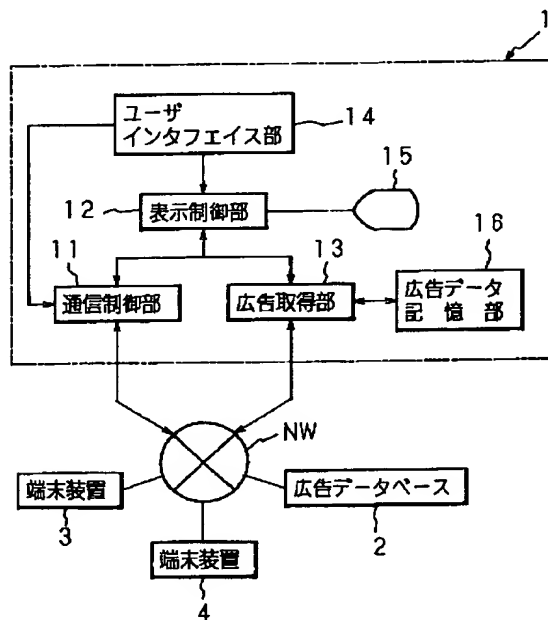 1
ユーザ
インタフェイス部
14
15
12
表示制御部
16
11
13
通信制御部
広告取得部
広告データ
記憶部
NW
端末装置
広告データベース
3
2
端末装置
4